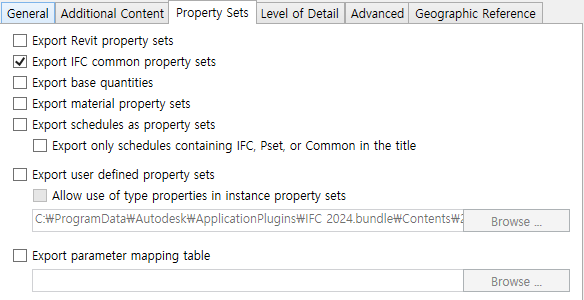 General Additional Content Property Sets Level of Detail Advanced Geographic Reference
Export Revit property sets
Export IFC common property sets
Export base quantities
Export material property sets
Export schedules as property sets
Export only schedules containing IFC, Pset, or Common in the title
Export user defined property sets
Allow use of type properties in instance property sets
C:₩ProgramData₩Autodesk₩ApplicationPlugins₩IFC 2024.bundle₩Contents₩2 Browse ...
Export parameter mapping table
Browse ...